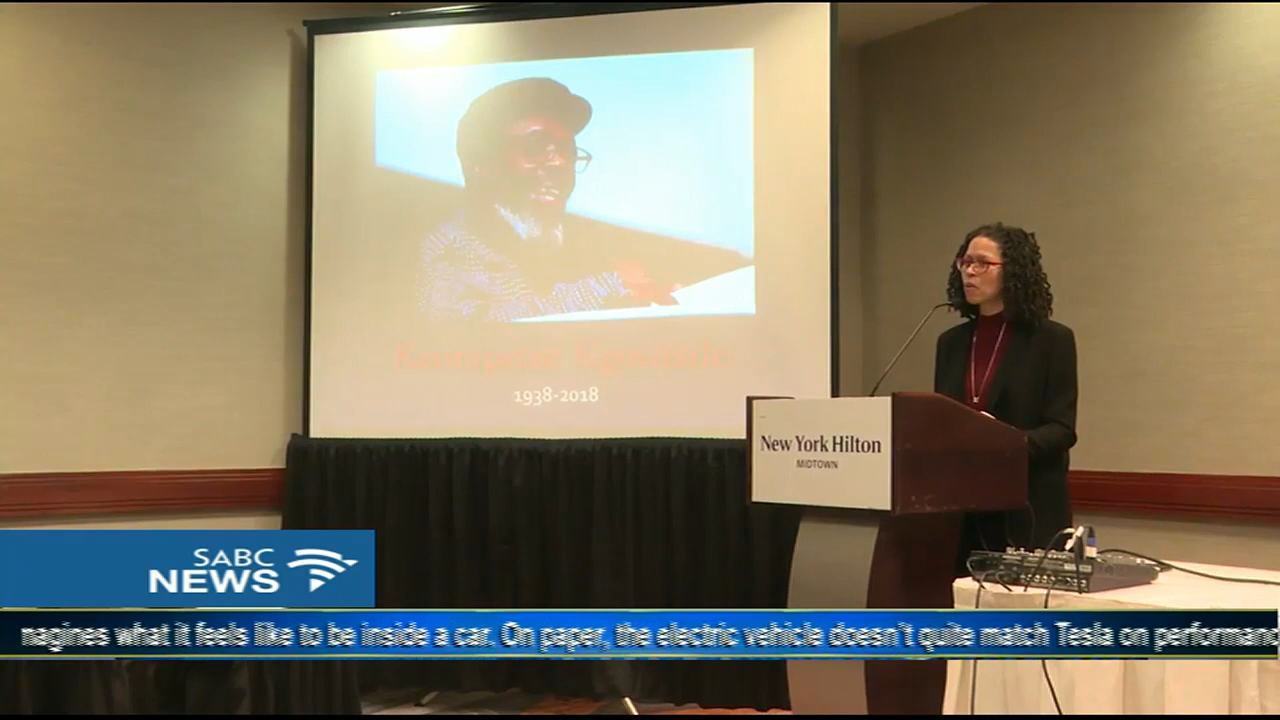 1938-2018
New York Hilton
MIDTOWN
SABC
NEWS
nagines what it feels like to be inside a car. On paper, the electric vehicle doesn't quite match Tesla on performanc